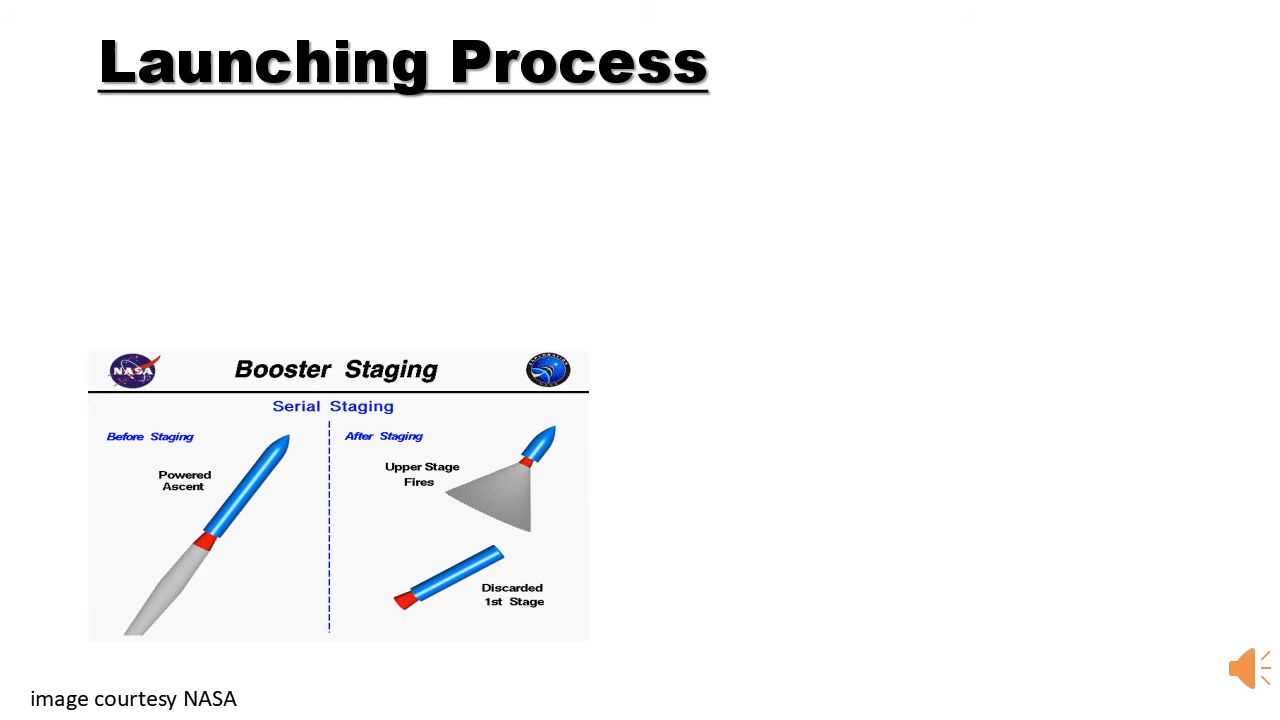 Launching Process
NASA
Booster Staging
Serial Staging
Before Staging
Powered
Ascent
After Staging
Upper Stage
Fires
Discarded
1st Stage
image courtesy NASA